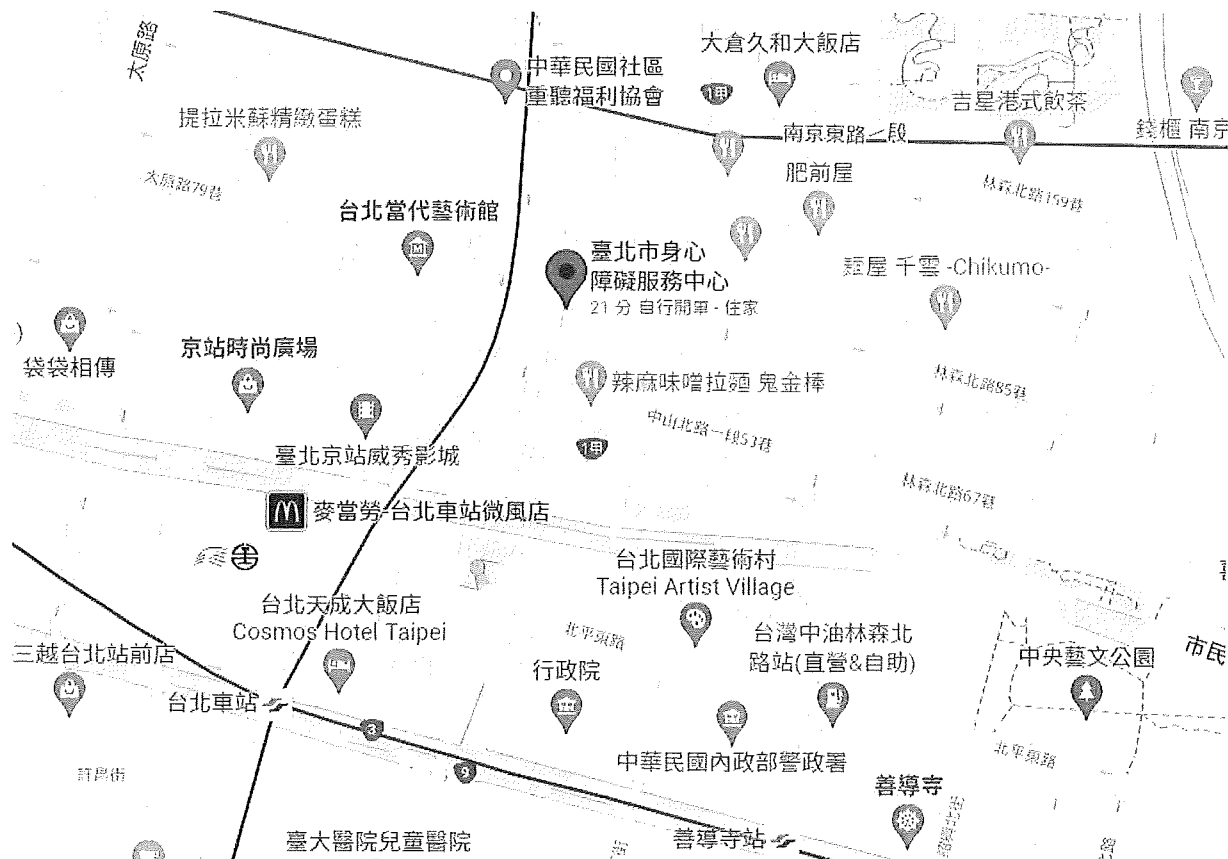 太原路
大倉久和大飯店
中華民國社區
重聽福利協會
1甲
吉星港式飲茶
提拉米蘇精緻蛋糕
錢櫃 南京
南京東路一段
肥前屋
太原路79巷
林森北路159巷
台北當代藝術館
臺北市身心
障礙服務中心
21 分 自行開車 - 住家
麵屋 千雲 -Chikumo-
袋袋相傳
京站時尚廣場
辣麻味噌拉麵 鬼金棒
林森北路85巷
中山北路一段53巷
1甲
臺北京站威秀影城
林森北路67巷
麥當勞-台北車站微風店
台北國際藝術村
Taipei Artist Village
台北天成大飯店
Cosmos Hotel Taipei
北平東路
台灣中油林森北
路站(直營&自助)
三越台北站前店
行政院
中央藝文公園
市民
台北車站
3
中華民國內政部警政署
北平東路
許昌街
9
善導寺
臺大醫院兒童醫院
善導寺站